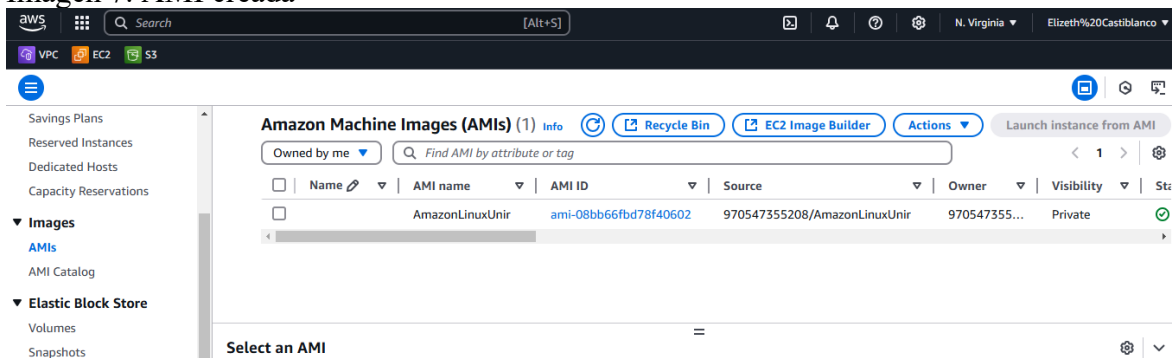 Imagen 7. AMI creada
aws Search [Alt+S] N. Virginia ▼ Elizeth%20Castiblanco ▼
VPC EC2 S3
Savings Plans
Reserved Instances
Dedicated Hosts
Capacity Reservations
▼ Images
AMIs
AMI Catalog
▼ Elastic Block Store
Volumes
Snapshots
Amazon Machine Images (AMIs) (1) Info Recycle Bin EC2 Image Builder Actions ▼ Launch instance from AMI
Owned by me ▼ Find AMI by attribute or tag < 1 >
Name AMI name AMI ID Source Owner Visibility Sta
AmazonLinuxUnir ami-08bb66fbd78f40602 970547355208/AmazonLinuxUnir 970547355... Private
Select an AMI